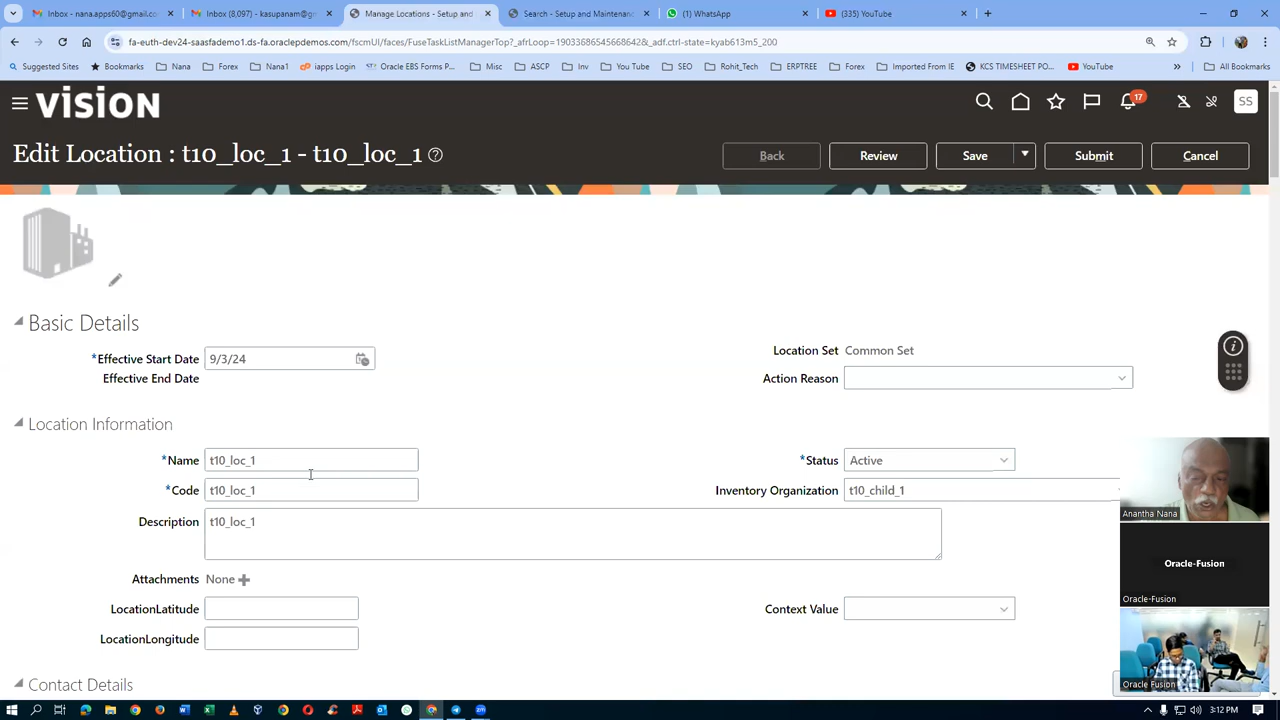 Inbox - nana.apps60@gmail.com
Inbox (8,097) - kasupanam@gm
Manage Locations - Setup and
Search - Setup and Maintenanc
(1) WhatsApp
(335) YouTube
fa-euth-dev24-saasfademo1.ds-fa.oraclepdemos.com/fscmUI/faces/FuseTaskListManagerTop?_afrLoop=19033686545668642&_adf.ctrl-state=kyab613m5_200
Suggested Sites
Bookmarks
Nana
Forex
Nana1
iapps Login
Oracle EBS Forms P...
Misc
ASCP
Inv
You Tube
SEO
Rohit_Tech
ERPTREE
Forex
Imported From IE
KCS TIMESHEET PO...
YouTube
All Bookmarks
VISION
17
SS
Edit Location : t10_loc_1 - t10_loc_1
Back
Review
Save
Submit
Cancel
Basic Details
*Effective Start Date 9/3/24
Location Set Common Set
Effective End Date
Action Reason
Location Information
*Name t10_loc_1
*Status Active
*Code t10_loc_1
Inventory Organization t10_child_1
Description t10_loc_1
Attachments None
LocationLatitude
Context Value
LocationLongitude
Contact Details
Anantha Nana
Oracle-Fusion
Oracle-Fusion
Oracle Fusion
3:12 PM